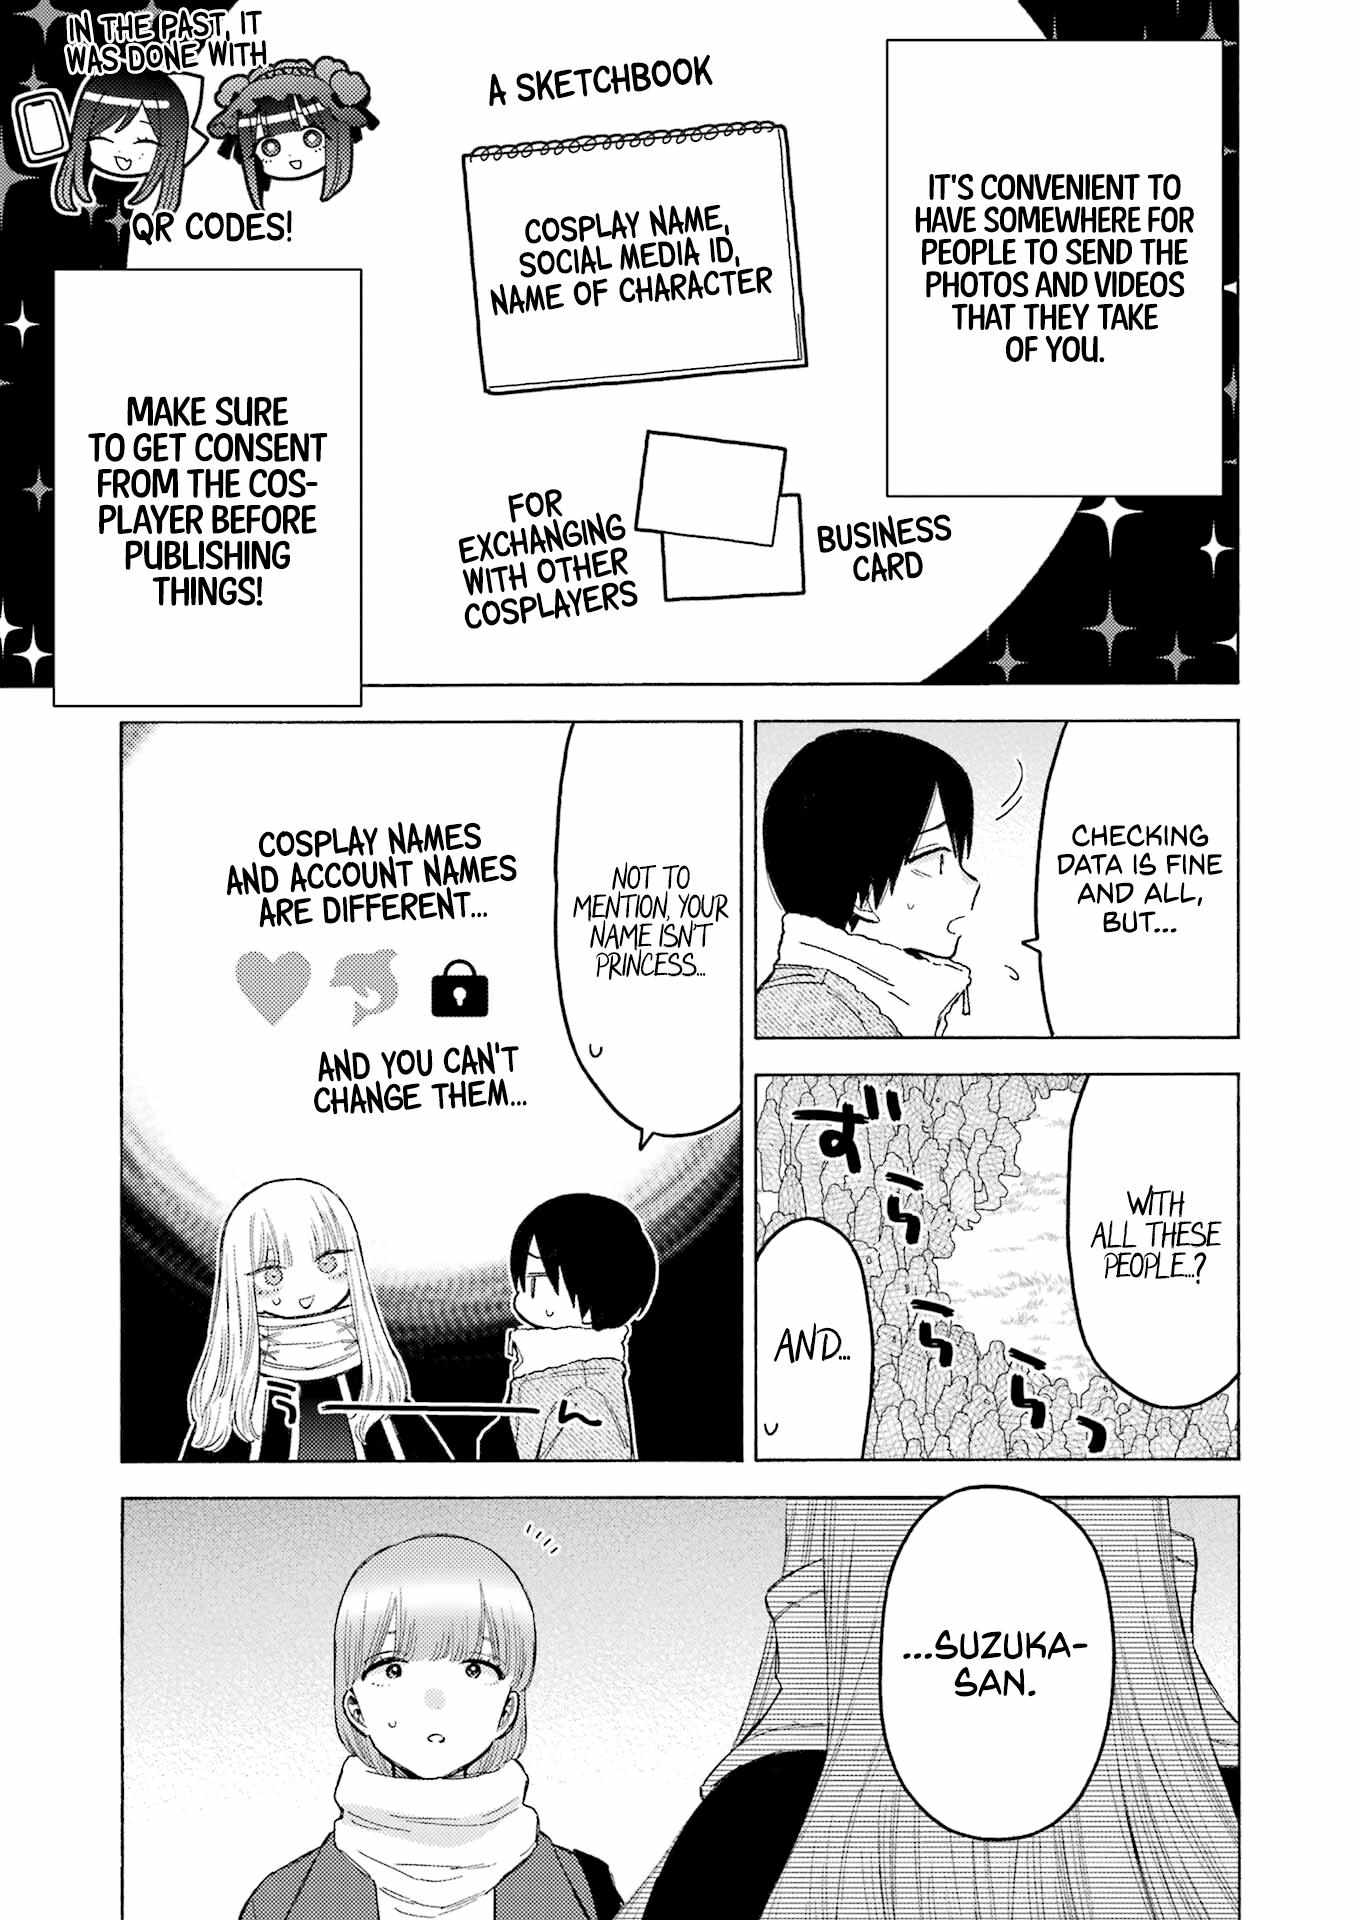 IT'S CONVENIENT TO
HAVE SOMEWHERE FOR
PEOPLE TO SEND THE
PHOTOS AND VIDEOS
THAT THEY TAKE
OF YOU.
A SKETCHBOOK
COSPLAY NAME,
SOCIAL MEDIA ID,
NAME OF CHARACTER
BUSINESS
CARD
FOR
EXCHANGING
WITH OTHER
COSPLAYERS
IN THE PAST, IT
WAS DONE WITH
QR CODES!
MAKE SURE
TO GET CONSENT
FROM THE COS-
PLAYER BEFORE
PUBLISHING
THINGS!
CHECKING
DATA IS FINE
AND ALL,
BUT...
WITH
ALL THESE
PEOPLE...?
ずらららら
AND...
NOT TO
MENTION, YOUR
NAME ISN'T
PRINCESS...
COSPLAY NAMES
AND ACCOUNT NAMES
ARE DIFFERENT...
AND YOU CAN'T
CHANGE THEM...
うーん
...SUZUKA-
SAN.